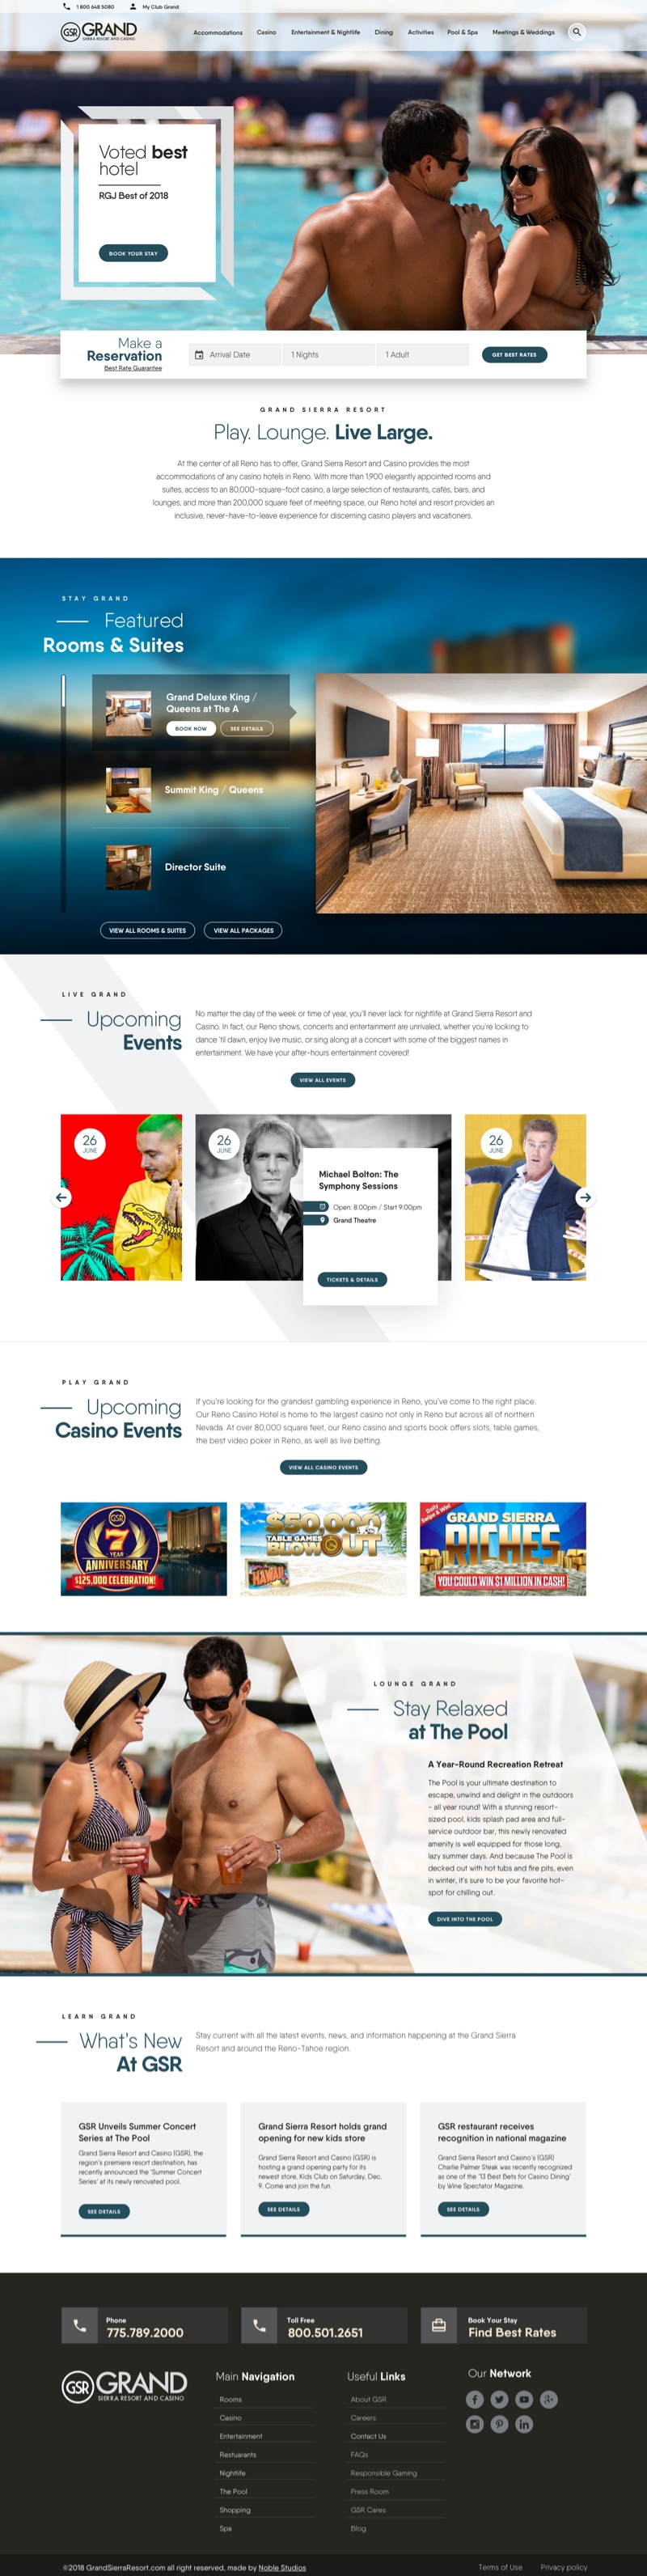 1 800 648 5080
My Club Grand
GSR GRAND
SIERRA RESORT AND CASINO
Accommodations
Casino
Entertainment & Nightlife
Dining
Activities
Pool & Spa
Meetings & Weddings
Voted best
hotel
RGJ Best of 2018
BOOK YOUR STAY
Make a
Reservation
Best Rate Guarantee
Arrival Date
1 Nights
1 Adult
GET BEST RATES
GRAND SIERRA RESORT
Play. Lounge. Live Large.
At the center of all Reno has to offer, Grand Sierra Resort and Casino provides the most
accommodations of any casino hotels in Reno. With more than 1,900 elegantly appointed rooms and
suites, access to an 80,000-square-foot casino, a large selection of restaurants, cafés, bars, and
lounges, and more than 200,000 square feet of meeting space, our Reno hotel and resort provides an
inclusive, never-have-to-leave experience for discerning casino players and vacationers.
STAY GRAND
Featured
Rooms & Suites
Grand Deluxe King /
Queens at The A
BOOK NOW
SEE DETAILS
Summit King / Queens
Director Suite
VIEW ALL ROOMS & SUITES
VIEW ALL PACKAGES
LIVE GRAND
Upcoming
Events
No matter the day of the week or time of year, you'll never lack for nightlife at Grand Sierra Resort and
Casino. In fact, our Reno shows, concerts and entertainment are unrivaled, whether you're looking to
dance 'til dawn, enjoy live music, or sing along at a concert with some of the biggest names in
entertainment. We have your after-hours entertainment covered!
VIEW ALL EVENTS
26
JUNE
26
JUNE
26
JUNE
Michael Bolton: The
Symphony Sessions
Open: 8:00pm / Start 9:00pm
Grand Theatre
TICKETS & DETAILS
PLAY GRAND
Upcoming
Casino Events
If you're looking for the grandest gambling experience in Reno, you've come to the right place.
Our Reno Casino Hotel is home to the largest casino not only in Reno but across all of northern
Nevada. At over 80,000 square feet, our Reno casino and sports book offers slots, table games,
the best video poker in Reno, as well as live betting.
VIEW ALL CASINO EVENTS
GSR
7
YEAR
ANNIVERSARY
$125,000 CELEBRATION!
$50,000
TABLE GAMES
BLOWOUT
HAWAII
Daily
Swipe & Win!
GRAND SIERRA
RICHES
YOU COULD WIN $1 MILLION IN CASH!
LOUNGE GRAND
Stay Relaxed
at The Pool
A Year-Round Recreation Retreat
The Pool is your ultimate destination to
escape, unwind and delight in the outdoors
- all year round! With a stunning resort-
sized pool, kids splash pad area and full-
service outdoor bar, this newly renovated
amenity is well equipped for those long,
lazy summer days. And because The Pool is
decked out with hot tubs and fire pits, even
in winter, it's sure to be your favorite hot-
spot for chilling out.
DIVE INTO THE POOL
LEARN GRAND
What's New
At GSR
Stay current with all the latest events, news, and information happening at the Grand Sierra
Resort and around the Reno-Tahoe region.
GSR Unveils Summer Concert
Series at The Pool
Grand Sierra Resort and Casino (GSR), the
region's premiere resort destination, has
recently announced the 'Summer Concert
Series' at its newly renovated pool.
SEE DETAILS
Grand Sierra Resort holds grand
opening for new kids store
Grand Sierra Resort and Casino (GSR) is
hosting a grand opening party for its
newest store, Kids Club on Saturday, Dec.
9. Come and join the fun.
SEE DETAILS
GSR restaurant receives
recognition in national magazine
Grand Sierra Resort and Casino's (GSR)
Charlie Palmer Steak was recently recognized
as one of the '13 Best Bets for Casino Dining'
by Wine Spectator Magazine.
SEE DETAILS
Phone
775.789.2000
Toll Free
800.501.2651
Book Your Stay
Find Best Rates
GSR GRAND
SIERRA RESORT AND CASINO
Main Navigation
Rooms
Casino
Entertainment
Restuarants
Nightlife
The Pool
Shopping
Spa
Useful Links
About GSR
Careers
Contact Us
FAQs
Responsible Gaming
Press Room
GSR Cares
Blog
Our Network
©2018 GrandSierraResort.com all right reserved, made by Noble Studios
Terms of Use
Privacy policy